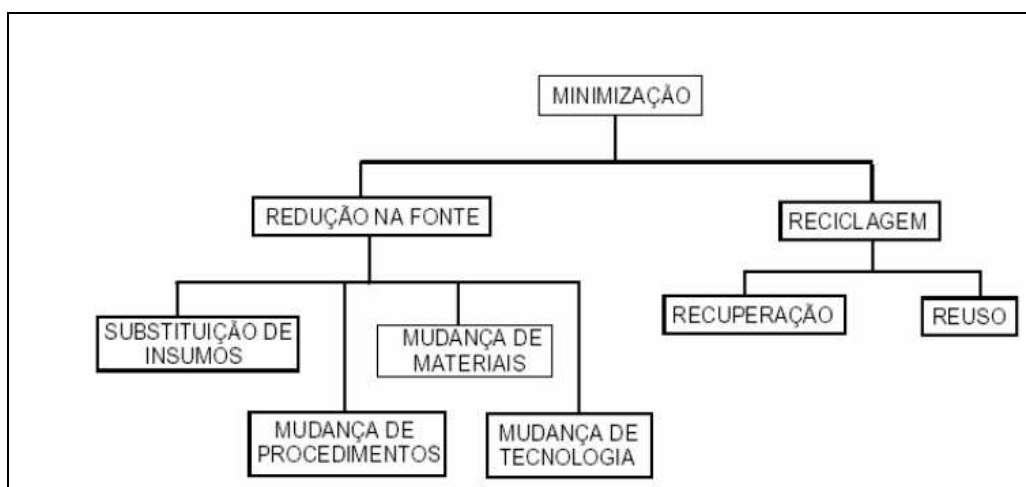 MINIMIZAÇÃO
REDUÇÃO NA FONTE
RECICLAGEM
SUBSTITUIÇÃO DE
INSUMOS
MUDANÇA DE
MATERIAIS
RECUPERAÇÃO
REUSO
MUDANÇA DE
PROCEDIMENTOS
MUDANÇA DE
TECNOLOGIA